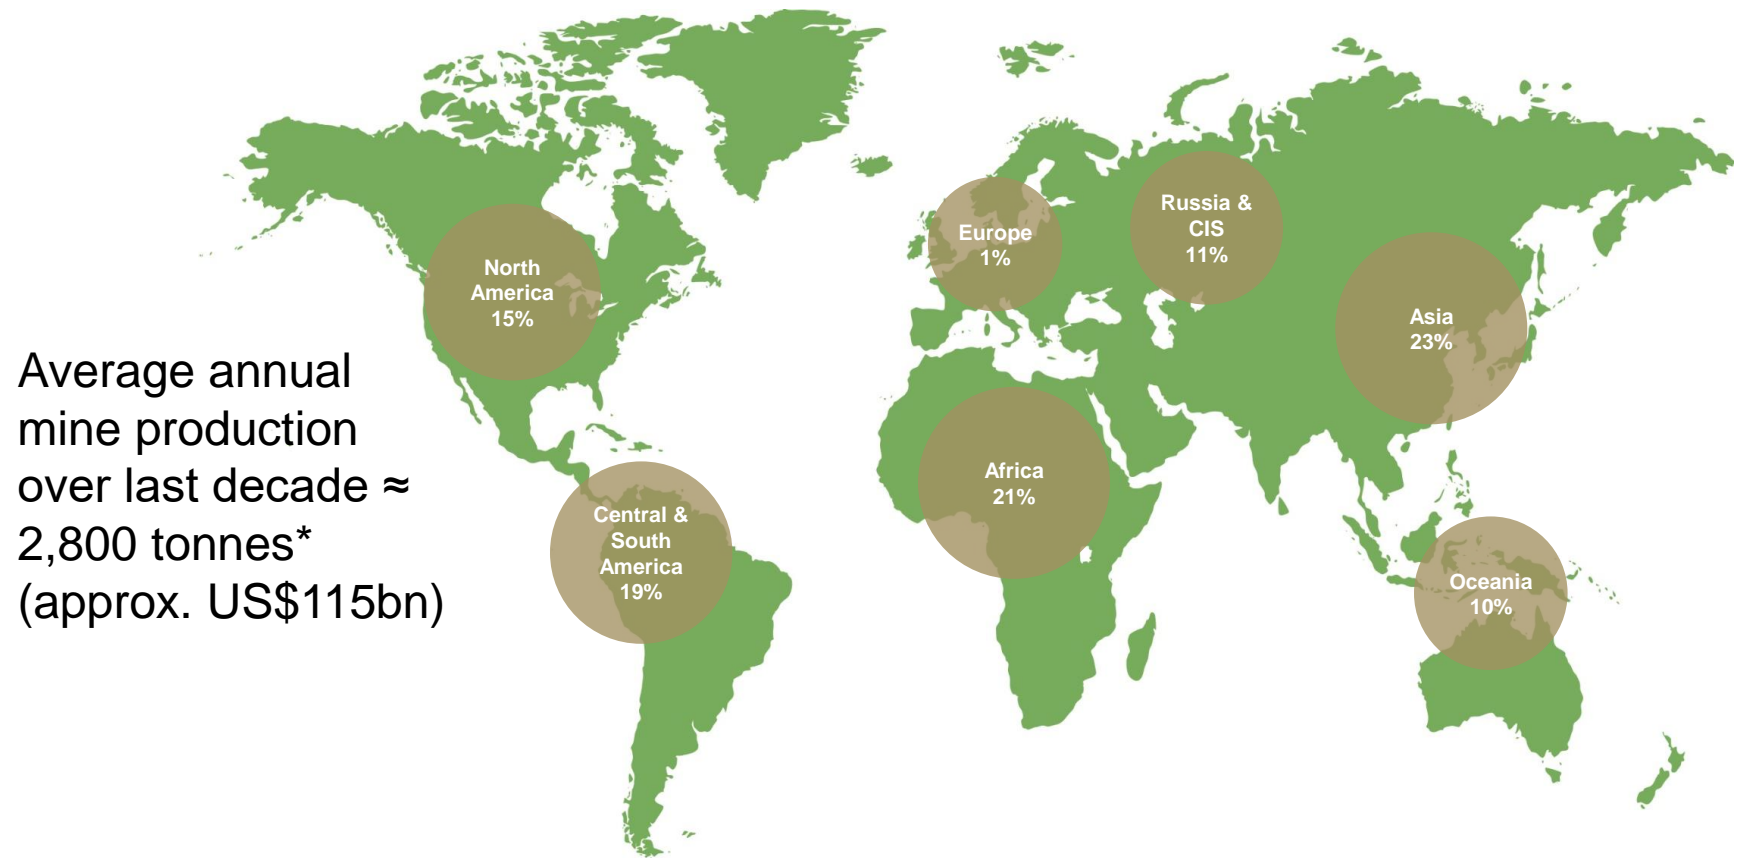 Average annual
mine production
over last decade ≈
2,800 tonnes*
(approx. US$115bn)
North
America
15%
Central &
South
America
19%
Europe
1%
Russia &
CIS
11%
Africa
21%
Asia
23%
Oceania
10%